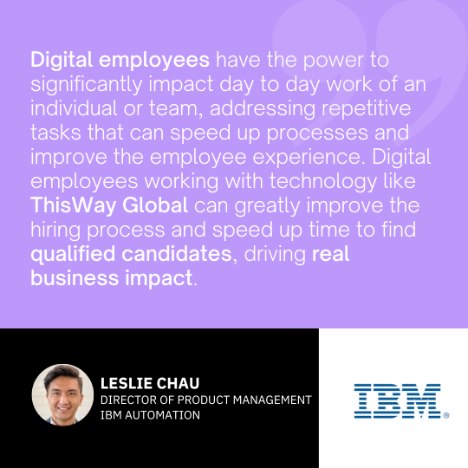 Digital employees have the power to
significantly impact day to day work of an
individual or team, addressing repetitive
tasks that can speed up processes and
improve the employee experience. Digital
employees working with technology like
ThisWay Global can greatly improve the
hiring process and speed up time to find
qualified candidates, driving real
business impact.
LESLIE CHAU
DIRECTOR OF PRODUCT MANAGEMENT
IBM AUTOMATION
IBM®